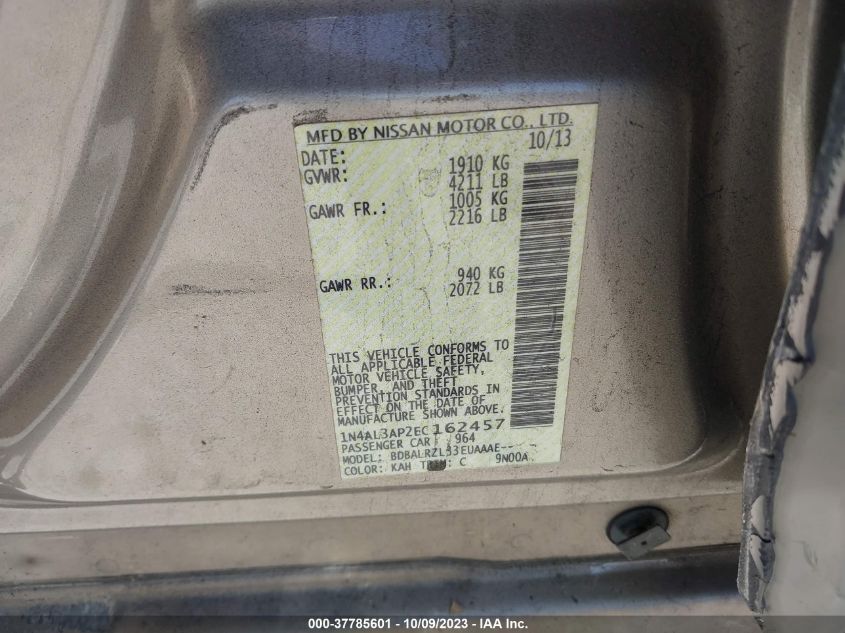 MFD BY NISSAN MOTOR CO., LTD.
DATE: 10/13
GVWR: 1910 KG
4211 LB
GAWR FR.: 1005 KG
2216 LB
GAWR RR.: 940 KG
2072 LB
THIS VEHICLE CONFORMS TO
ALL APPLICABLE FEDERAL
MOTOR VEHICLE SAFETY,
BUMPER, AND THEFT
PREVENTION STANDARDS IN
EFFECT ON THE DATE OF
MANUFACTURE SHOWN ABOVE.
1N4AL3AP2EC162457
PASSENGER CAR 964
MODEL: BDBALRZL33EUAAAE--
COLOR: KAH C 9N00A
000-37785601 - 10/09/2023 - IAA Inc.